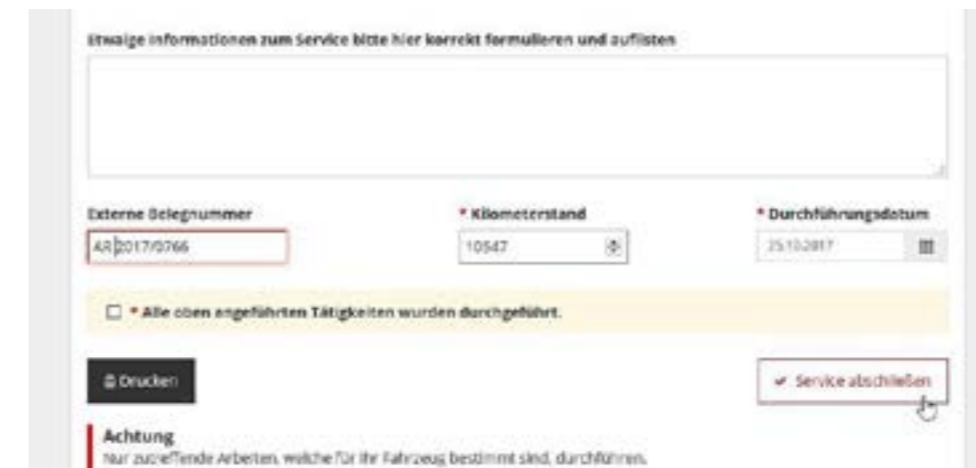 Etwaige Informationen zum Service bitte hier korrekt formulieren und auflisten
Externe Belegnummer
* Kilometerstand
* Durchführungsdatum
AR 2017/0766
10547
25.10.2017
* Alle oben angeführten Tätigkeiten wurden durchgeführt.
Drucken
Service abschließen
Achtung
Nur zutreffende Arbeiten, welche für Ihr Fahrzeug bestimmt sind, durchführen.